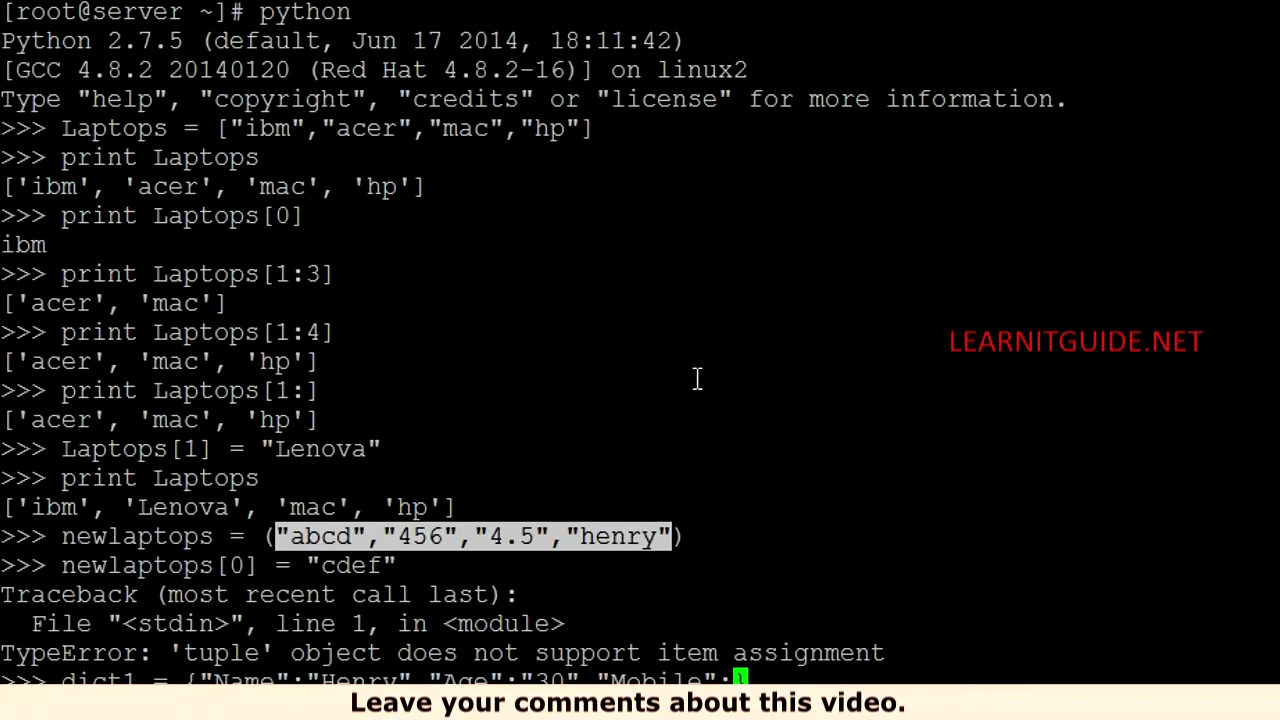 [root@server ~]# python
Python 2.7.5 (default, Jun 17 2014, 18:11:42)
[GCC 4.8.2 20140120 (Red Hat 4.8.2-16)] on linux2
Type "help", "copyright", "credits" or "license" for more information.
>>> Laptops = ["ibm","acer","mac","hp"]
>>> print Laptops
['ibm', 'acer', 'mac', 'hp']
>>> print Laptops[0]
ibm
>>> print Laptops[1:3]
['acer', 'mac']
>>> print Laptops[1:4]
['acer', 'mac', 'hp']
>>> print Laptops[1:]
['acer', 'mac', 'hp']
>>> Laptops[1] = "Lenova"
>>> print Laptops
['ibm', 'Lenova', 'mac', 'hp']
>>> newlaptops = ("abcd","456","4.5","henry")
>>> newlaptops[0] = "cdef"
Traceback (most recent call last):
  File "<stdin>", line 1, in <module>
TypeError: 'tuple' object does not support item assignment
>>> dict1 = {"Name":"Henry","Age":"30","Mobile":}
LEARNITGUIDE.NET
Leave your comments about this video.